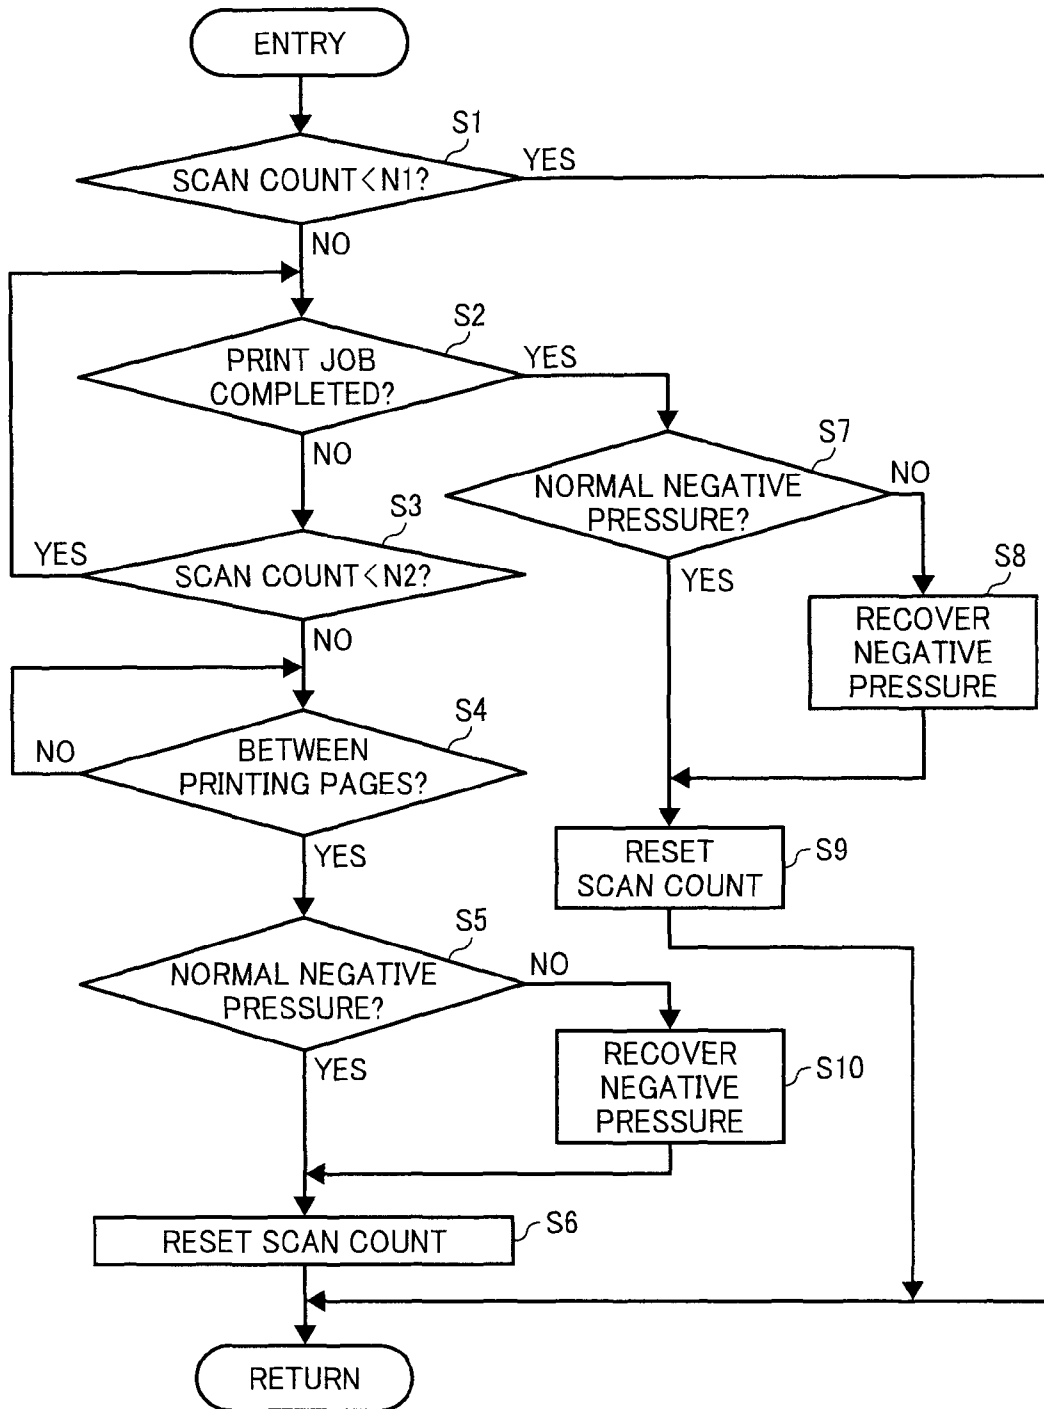 ENTRY
S1
SCAN COUNT<N1?
YES
NO
S2
PRINT JOB
COMPLETED?
YES
NO
S7
NORMAL NEGATIVE
PRESSURE?
NO
YES
S3
YES
SCAN COUNT<N2?
NO
S8
RECOVER
NEGATIVE
PRESSURE
S4
NO
BETWEEN
PRINTING PAGES?
YES
RESET
SCAN COUNT
S9
S5
NORMAL NEGATIVE
PRESSURE?
NO
YES
RECOVER
NEGATIVE
PRESSURE
S10
RESET SCAN COUNT
S6
RETURN